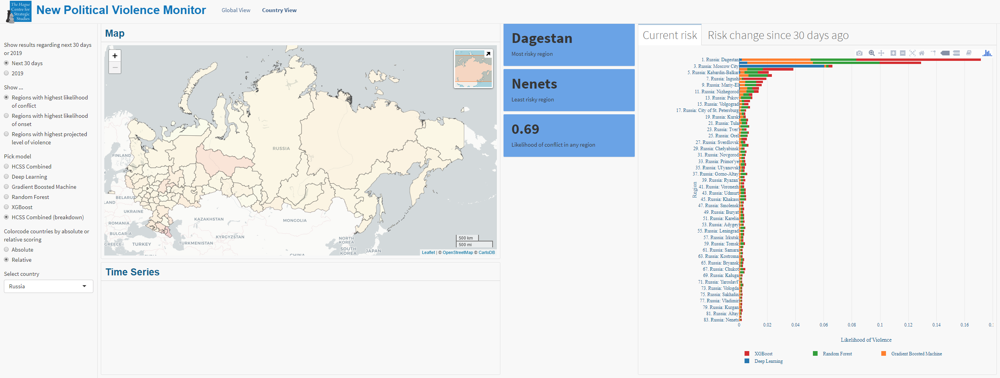 The Hague
Centre for
Strategic
Studies
New Political Violence Monitor
Global View
Country View
Show results regarding next 30 days
or 2019
Next 30 days
2019
Show ...
Regions with highest likelihood
of conflict
Regions with highest likelihood
of onset
Regions with highest projected
level of violence
Pick model
HCSS Combined
Deep Learning
Gradient Boosted Machine
Random Forest
XGBoost
HCSS Combined (breakdown)
Colorcode countries by absolute or
relative scoring
Absolute
Relative
Select country
Russia
Map
+
−
RUSSIA
FINLAND
BELARUS
LAND
UKRAINE
ROMANIA
BULGARIA
GREECE
TURKEY
KAZAKHSTAN
KYRGYZSTAN
TURKMENISTAN
MONGOLIA
NORTH
KOREA
SOUTH
KOREA
JAPAN
CHINA
500 km
500 mi
Leaflet | © OpenStreetMap © CartoDB
Time Series
Dagestan
Most risky region
Nenets
Least risky region
0.69
Likelihood of conflict in any region
Current risk
Risk change since 30 days ago
1. Russia: Dagestan
3. Russia: Moscow City
5. Russia: Kabardin-Balkar
7. Russia: Ingush
9. Russia: Mariy-El
11. Russia: Nizhegorod
13. Russia: Pskov
15. Russia: Volgograd
17. Russia: City of St. Petersburg
19. Russia: Kursk
21. Russia: Tula
23. Russia: Tver'
25. Russia: Orel
27. Russia: Sverdlovsk
29. Russia: Chelyabinsk
31. Russia: Novgorod
33. Russia: Primor'ye
35. Russia: Ul'yanovsk
37. Russia: Gorno-Altay
39. Russia: Ryazan'
41. Russia: Voronezh
43. Russia: Udmurt
45. Russia: Khakass
47. Russia: Smolensk
49. Russia: Buryat
51. Russia: Karelia
53. Russia: Adygey
55. Russia: Leningrad
57. Russia: Irkutsk
59. Russia: Tomsk
61. Russia: Samara
63. Russia: Kostroma
65. Russia: Bryansk
67. Russia: Chukot
69. Russia: Kaluga
71. Russia: Yaroslavl'
73. Russia: Vologda
75. Russia: Sakhalin
77. Russia: Vladimir
79. Russia: Kurgan
81. Russia: Altay
83. Russia: Nenets
Region
0 0.02 0.04 0.06 0.08 0.1 0.12 0.14 0.16
Likelihood of Violence
XGBoost
Random Forest
Gradient Boosted Machine
Deep Learning